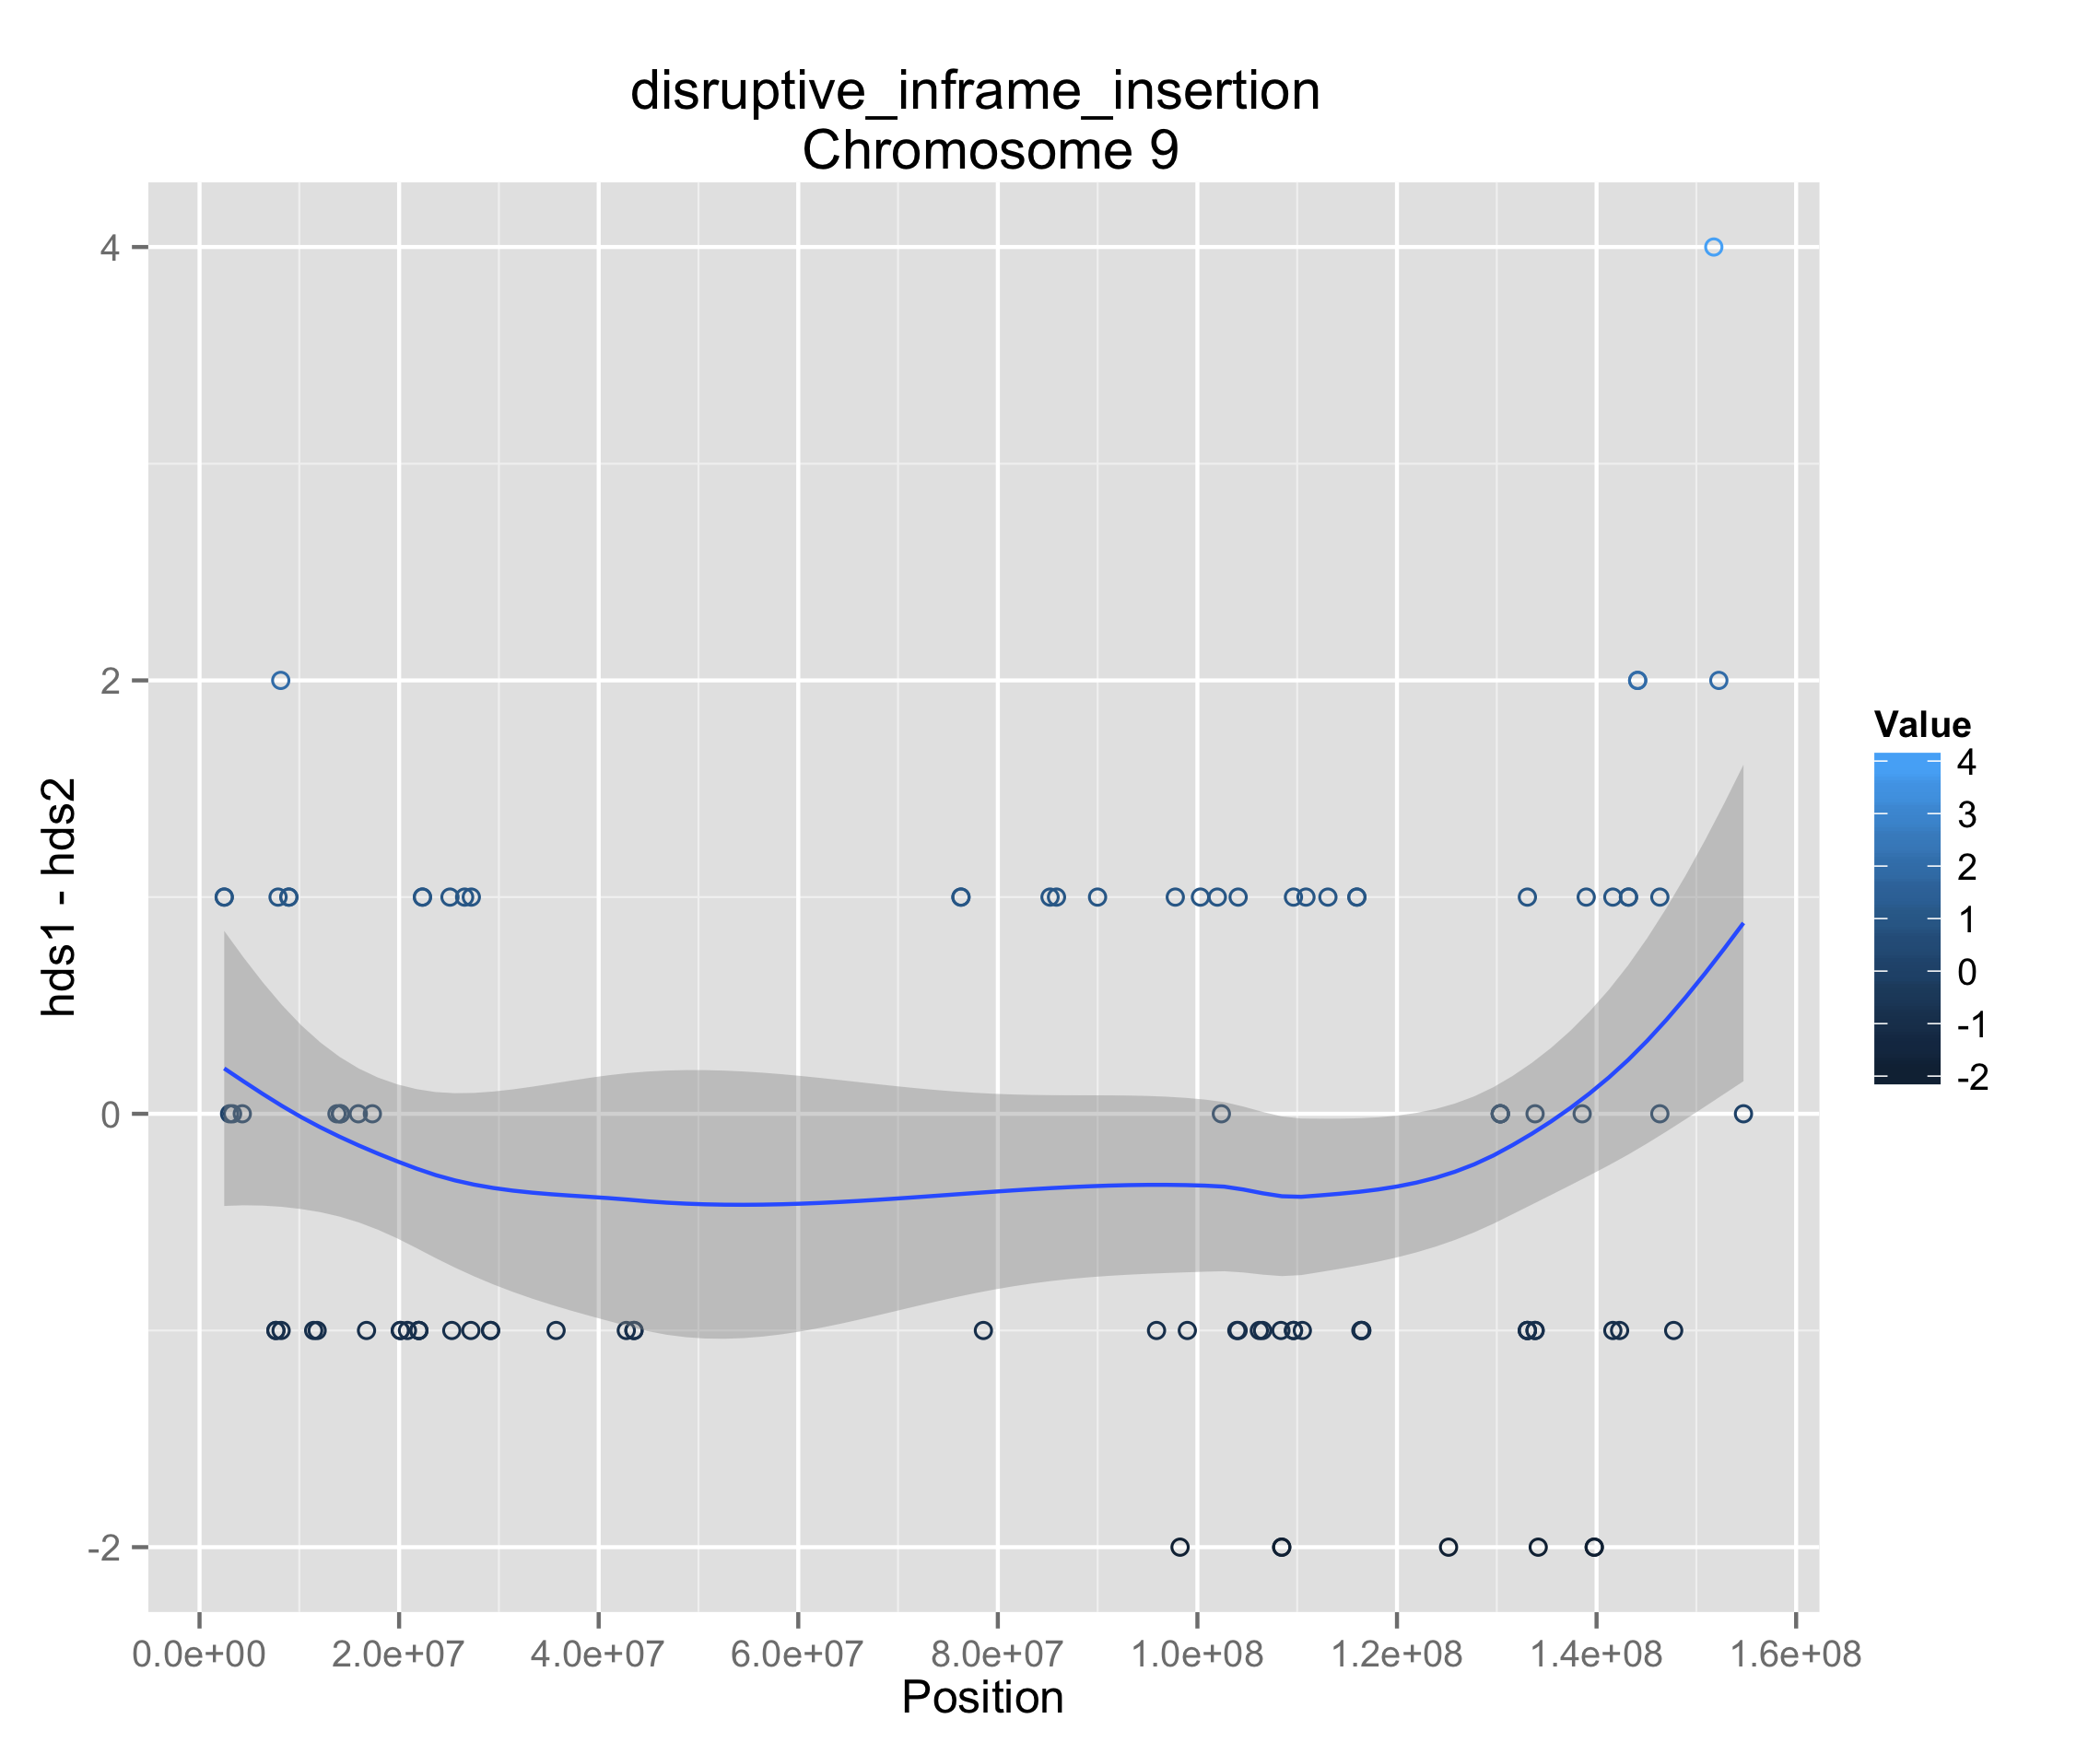 disruptive_inframe_insertion
Chromosome 9
4
2
0
-2
hds1 - hds2
0.0e+00 2.0e+07 4.0e+07 6.0e+07 8.0e+07 1.0e+08 1.2e+08 1.4e+08 1.6e+08
Position
Value
4
3
2
1
0
-1
-2